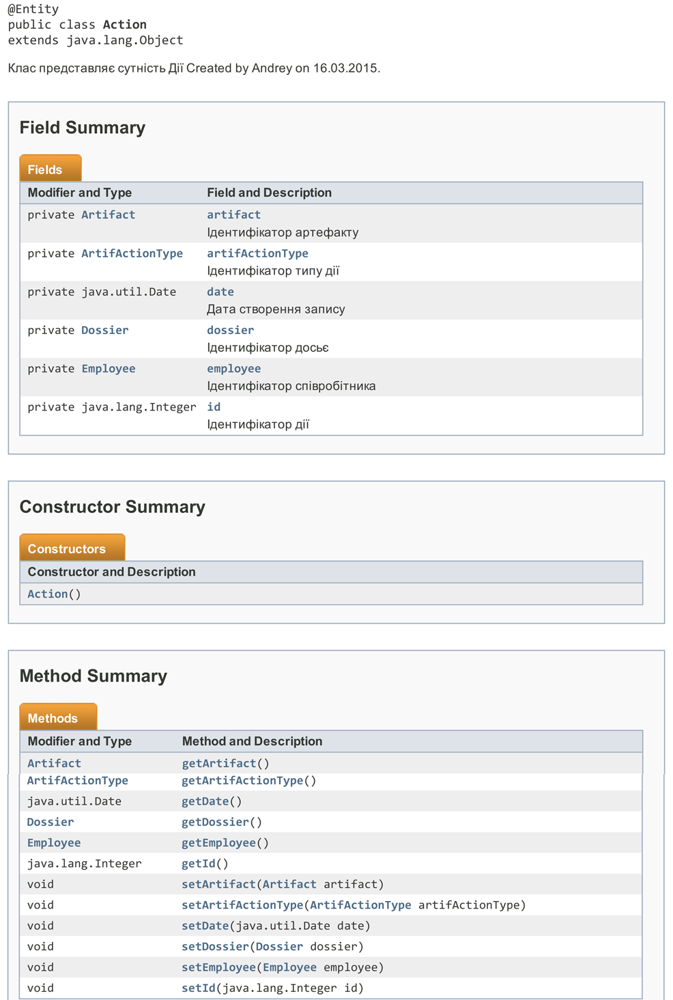 @Entity
public class Action
extends java.lang.Object
Клас представляє сутність Дії Created by Andrey on 16.03.2015.
Field Summary
Fields
Modifier and Type Field and Description
private Artifact artifact
Ідентифікатор артефакту
private ArtifActionType artifActionType
Ідентифікатор типу дії
private java.util.Date date
Дата створення запису
private Dossier dossier
Ідентифікатор досьє
private Employee employee
Ідентифікатор співробітника
private java.lang.Integer id
Ідентифікатор дії
Constructor Summary
Constructors
Constructor and Description
Action()
Method Summary
Methods
Modifier and Type Method and Description
Artifact getArtifact()
ArtifActionType getArtifActionType()
java.util.Date getDate()
Dossier getDossier()
Employee getEmployee()
java.lang.Integer getId()
void setArtifact(Artifact artifact)
void setArtifActionType(ArtifActionType artifActionType)
void setDate(java.util.Date date)
void setDossier(Dossier dossier)
void setEmployee(Employee employee)
void setId(java.lang.Integer id)